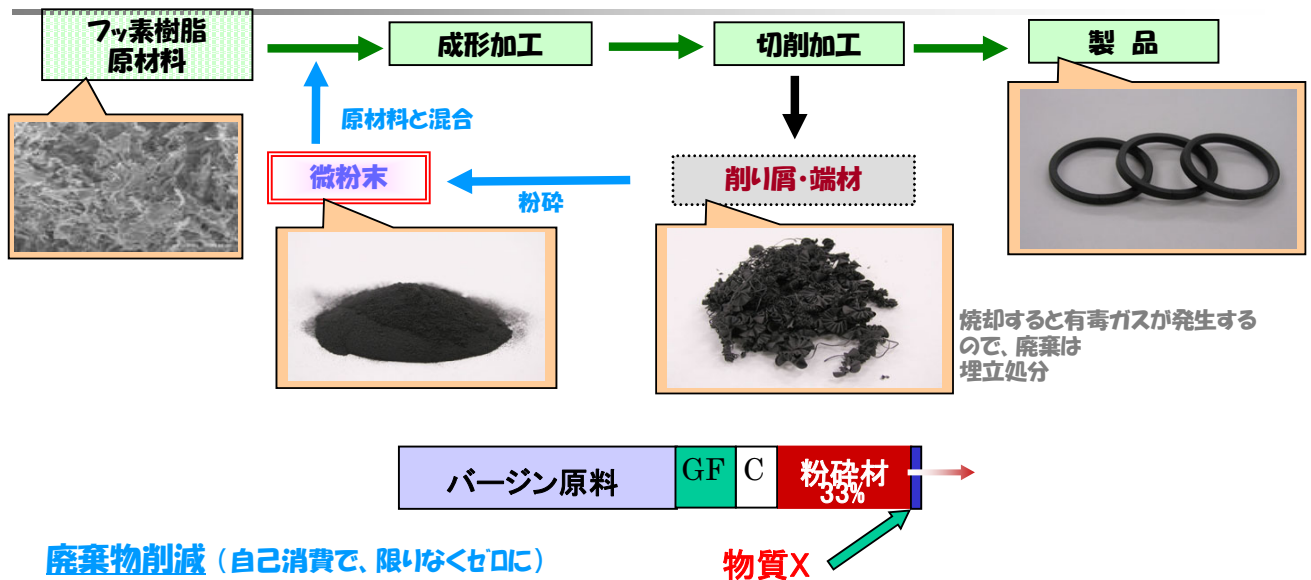 フッ素樹脂
原材料
成形加工
切削加工
製 品
原材料と混合
微粉末
粉砕
削り屑・端材
焼却すると有毒ガスが発生する
ので、廃棄は
埋立処分
バージン原料
GF
C
粉砕材
33%
物質X
廃棄物削減（自己消費で、限りなくゼロに）